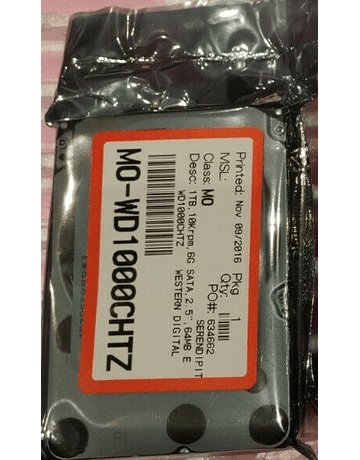 Printed: Nov 09/2016 Pkg
MSL: Qty: 1
PO#: 634662
Class: MO SERENDIPIT
Desc: 1TB,10Krpm,6G SATA,2.5",64MB E
WD1000CHTZ WESTERN DIGITAL
MO-WD1000CHTZ